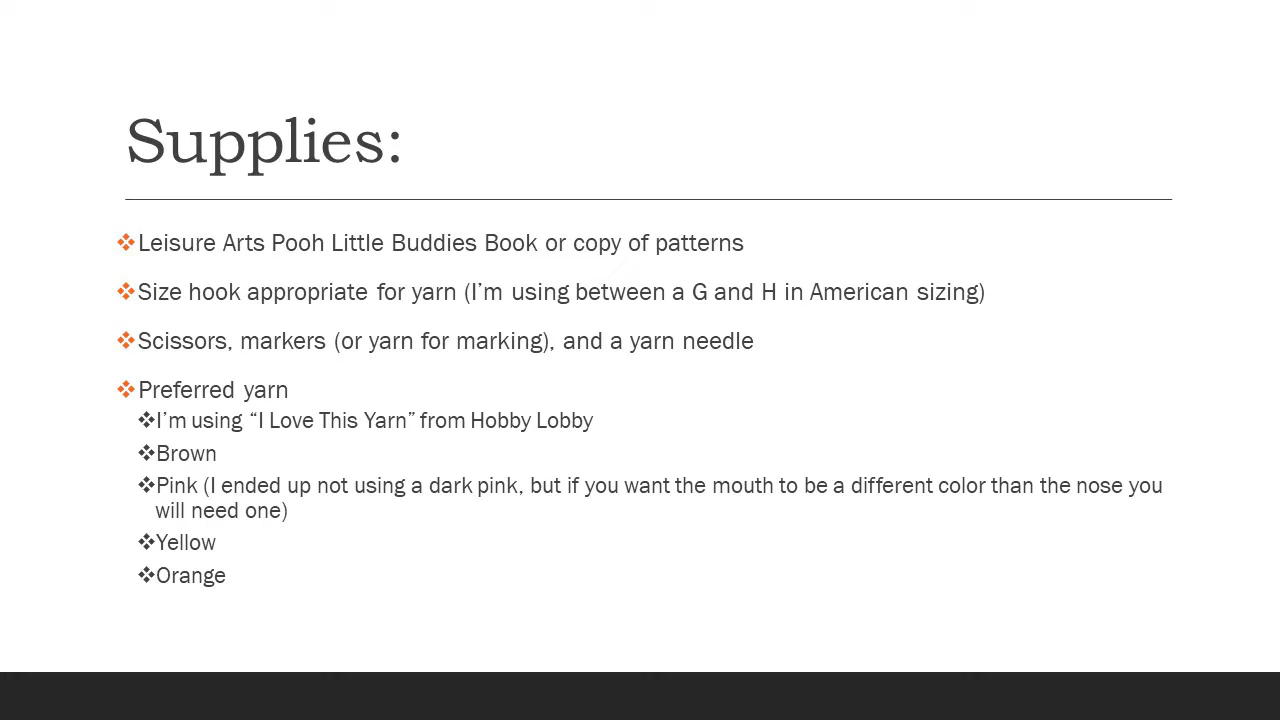 Supplies:
❖Leisure Arts Pooh Little Buddies Book or copy of patterns
❖Size hook appropriate for yarn (I’m using between a G and H in American sizing)
❖Scissors, markers (or yarn for marking), and a yarn needle
❖Preferred yarn
❖I’m using “I Love This Yarn” from Hobby Lobby
❖Brown
❖Pink (I ended up not using a dark pink, but if you want the mouth to be a different color than the nose you
will need one)
❖Yellow
❖Orange